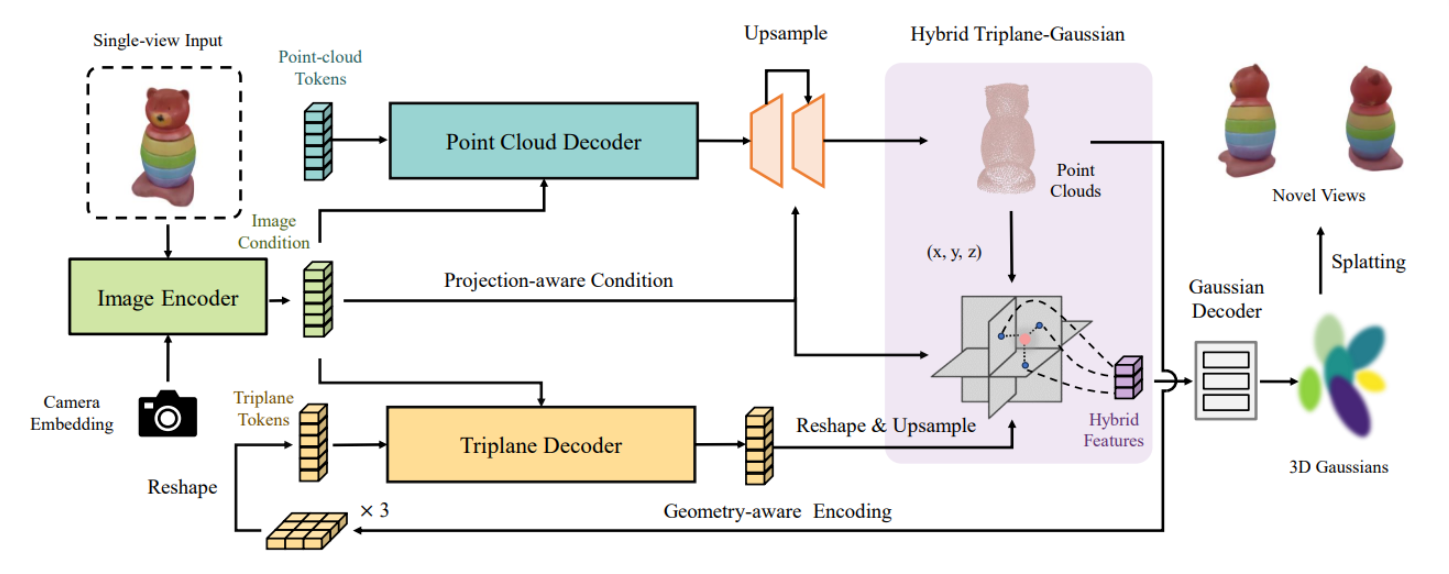 Single-view Input
Point-cloud
Tokens
Upsample
Hybrid Triplane-Gaussian
Point Cloud Decoder
Point
Clouds
Novel Views
Image
Condition
(x, y, z)
Splatting
Image Encoder
Projection-aware Condition
Gaussian
Decoder
Camera
Embedding
Triplane
Tokens
Triplane Decoder
Reshape & Upsample
Hybrid
Features
3D Gaussians
Reshape
× 3
Geometry-aware Encoding